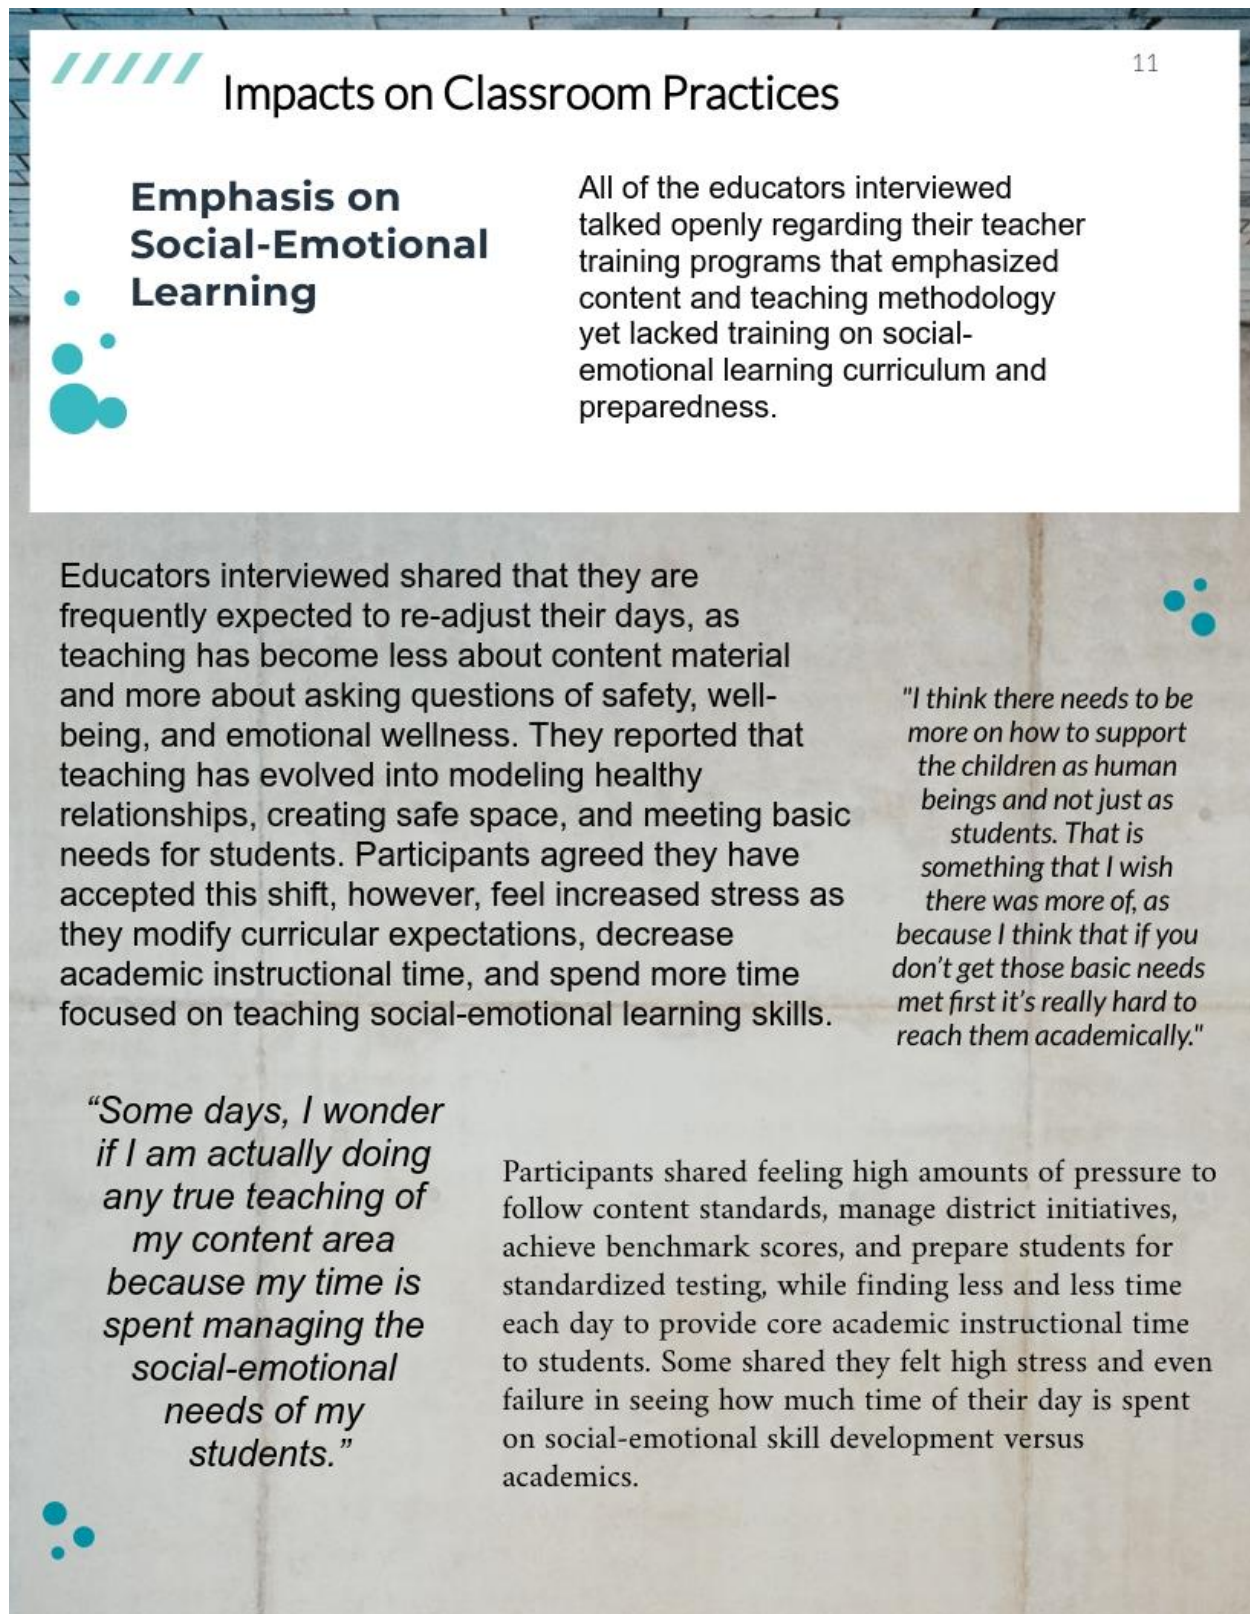 11
Impacts on Classroom Practices
Emphasis on
Social-Emotional
Learning
All of the educators interviewed
talked openly regarding their teacher
training programs that emphasized
content and teaching methodology
yet lacked training on social-
emotional learning curriculum and
preparedness.
Educators interviewed shared that they are
frequently expected to re-adjust their days, as
teaching has become less about content material
and more about asking questions of safety, well-
being, and emotional wellness. They reported that
teaching has evolved into modeling healthy
relationships, creating safe space, and meeting basic
needs for students. Participants agreed they have
accepted this shift, however, feel increased stress as
they modify curricular expectations, decrease
academic instructional time, and spend more time
focused on teaching social-emotional learning skills.
"I think there needs to be
more on how to support
the children as human
beings and not just as
students. That is
something that I wish
there was more of, as
because I think that if you
don't get those basic needs
met first it's really hard to
reach them academically."
“Some days, I wonder
if I am actually doing
any true teaching of
my content area
because my time is
spent managing the
social-emotional
needs of my
students.”
Participants shared feeling high amounts of pressure to
follow content standards, manage district initiatives,
achieve benchmark scores, and prepare students for
standardized testing, while finding less and less time
each day to provide core academic instructional time
to students. Some shared they felt high stress and even
failure in seeing how much time of their day is spent
on social-emotional skill development versus
academics.